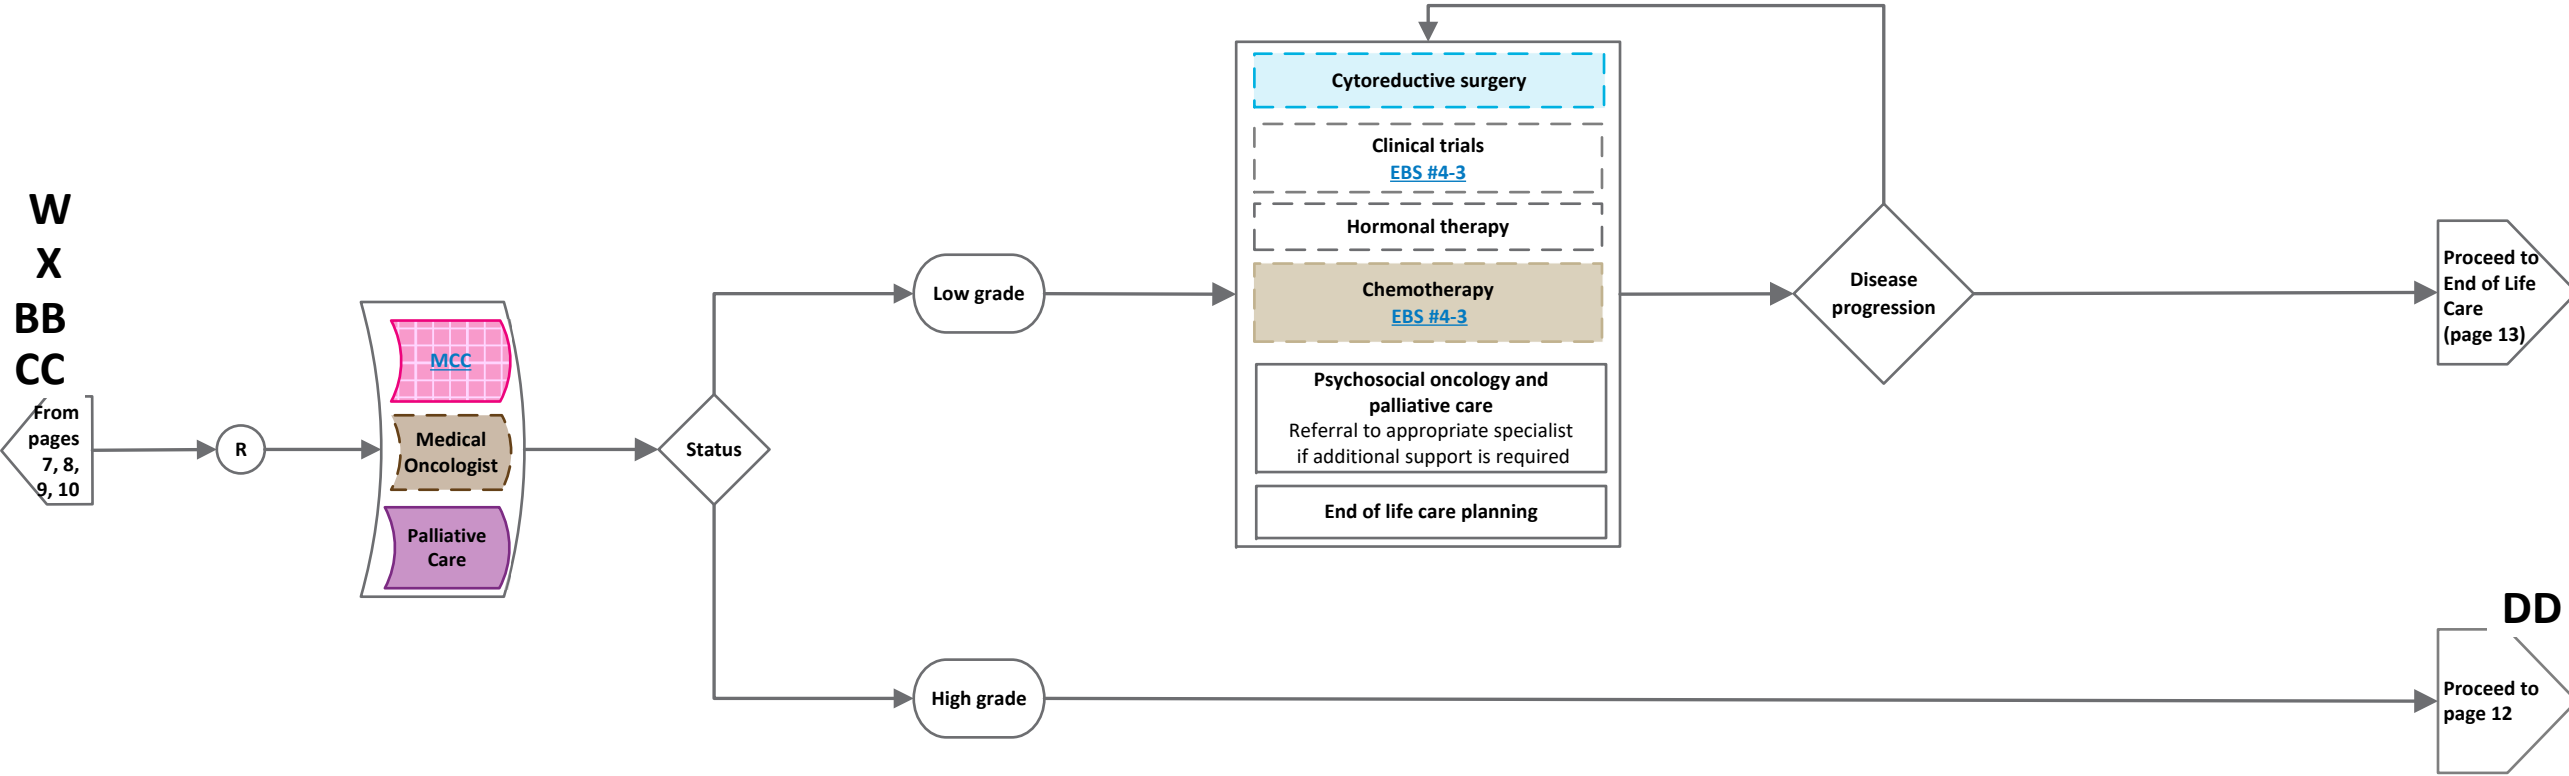 W
X
BB
CC
From
pages
7, 8,
9, 10
R
MCC
Medical
Oncologist
Palliative
Care
Status
Low grade
High grade
Cytoreductive surgery
Clinical trials
EBS #4-3
Hormonal therapy
Chemotherapy
EBS #4-3
Psychosocial oncology and
palliative care
Referral to appropriate specialist
if additional support is required
End of life care planning
Disease
progression
Proceed to
End of Life
Care
(page 13)
DD
Proceed to
page 12